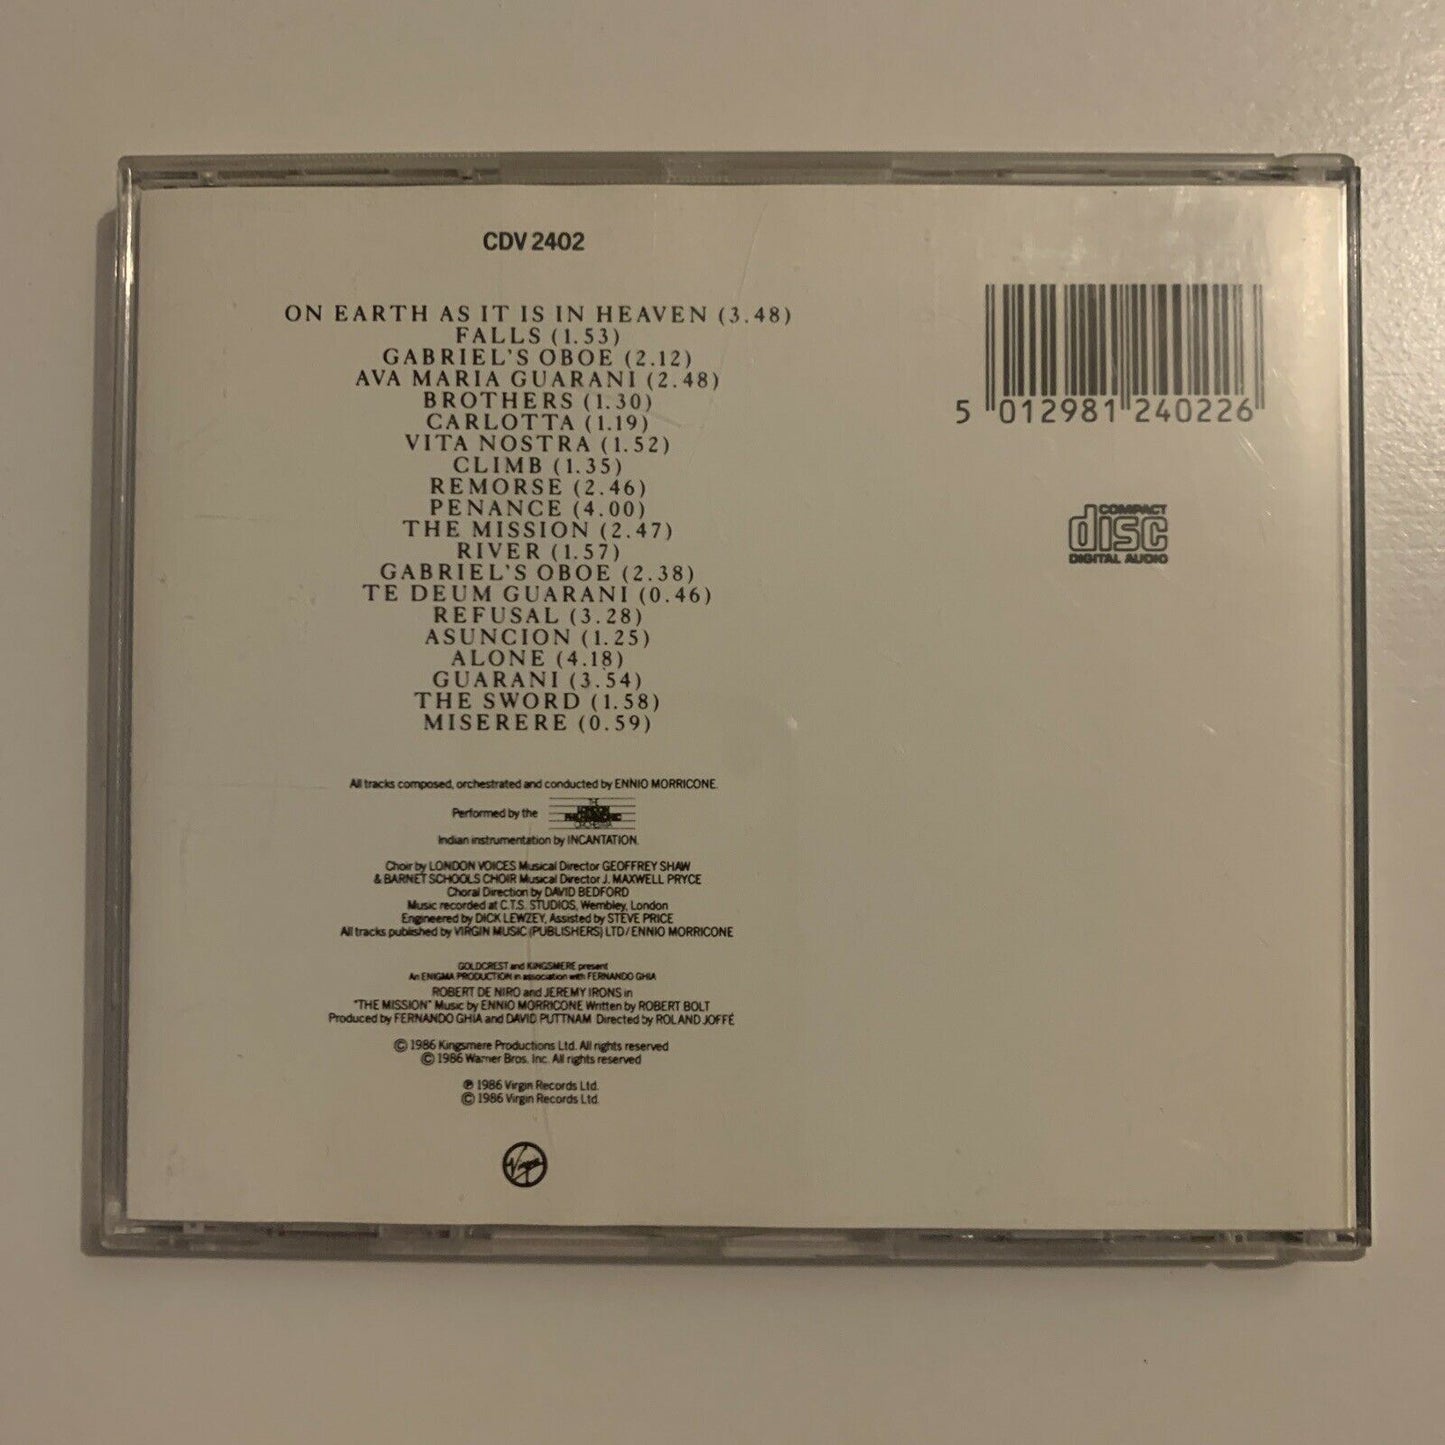 CDV 2402
ON EARTH AS IT IS IN HEAVEN (3.48)
FALLS (1.53)
GABRIEL'S OBOE (2.12)
AVA MARIA GUARANI (2.48)
BROTHERS (1.30)
CARLOTTA (1.19)
VITA NOSTRA (1.52)
CLIMB (1.35)
REMORSE (2.46)
PENANCE (4.00)
THE MISSION (2.47)
RIVER (1.57)
GABRIEL'S OBOE (2.38)
TE DEUM GUARANI (0.46)
REFUSAL (3.28)
ASUNCION (1.25)
ALONE (4.18)
GUARANI (3.54)
THE SWORD (1.58)
MISERERE (0.59)
All tracks composed, orchestrated and conducted by ENNIO MORRICONE.
Performed by the THE
LONDON
PHILHARMONIC
ORCHESTRA
Indian instrumentation by INCANTATION.
Choir by LONDON VOICES Musical Director GEOFFREY SHAW
& BARNET SCHOOLS CHOIR Musical Director J. MAXWELL PRYCE
Choral Direction by DAVID BEDFORD
Music recorded at C.T.S. STUDIOS, Wembley, London
Engineered by DICK LEWZEY, Assisted by STEVE PRICE
All tracks published by VIRGIN MUSIC (PUBLISHERS) LTD/ENNIO MORRICONE
GOLDCREST and KINGSMERE present
An ENIGMA PRODUCTION in association with FERNANDO GHIA
ROBERT DE NIRO and JEREMY IRONS in
"THE MISSION" Music by ENNIO MORRICONE Written by ROBERT BOLT
Produced by FERNANDO GHIA and DAVID PUTTNAM Directed by ROLAND JOFFÉ
© 1986 Kingsmere Productions Ltd. All rights reserved
© 1986 Warner Bros. Inc. All rights reserved
℗ 1986 Virgin Records Ltd.
© 1986 Virgin Records Ltd.
Virgin
5 012981 240226
COMPACT
disc
DIGITAL AUDIO